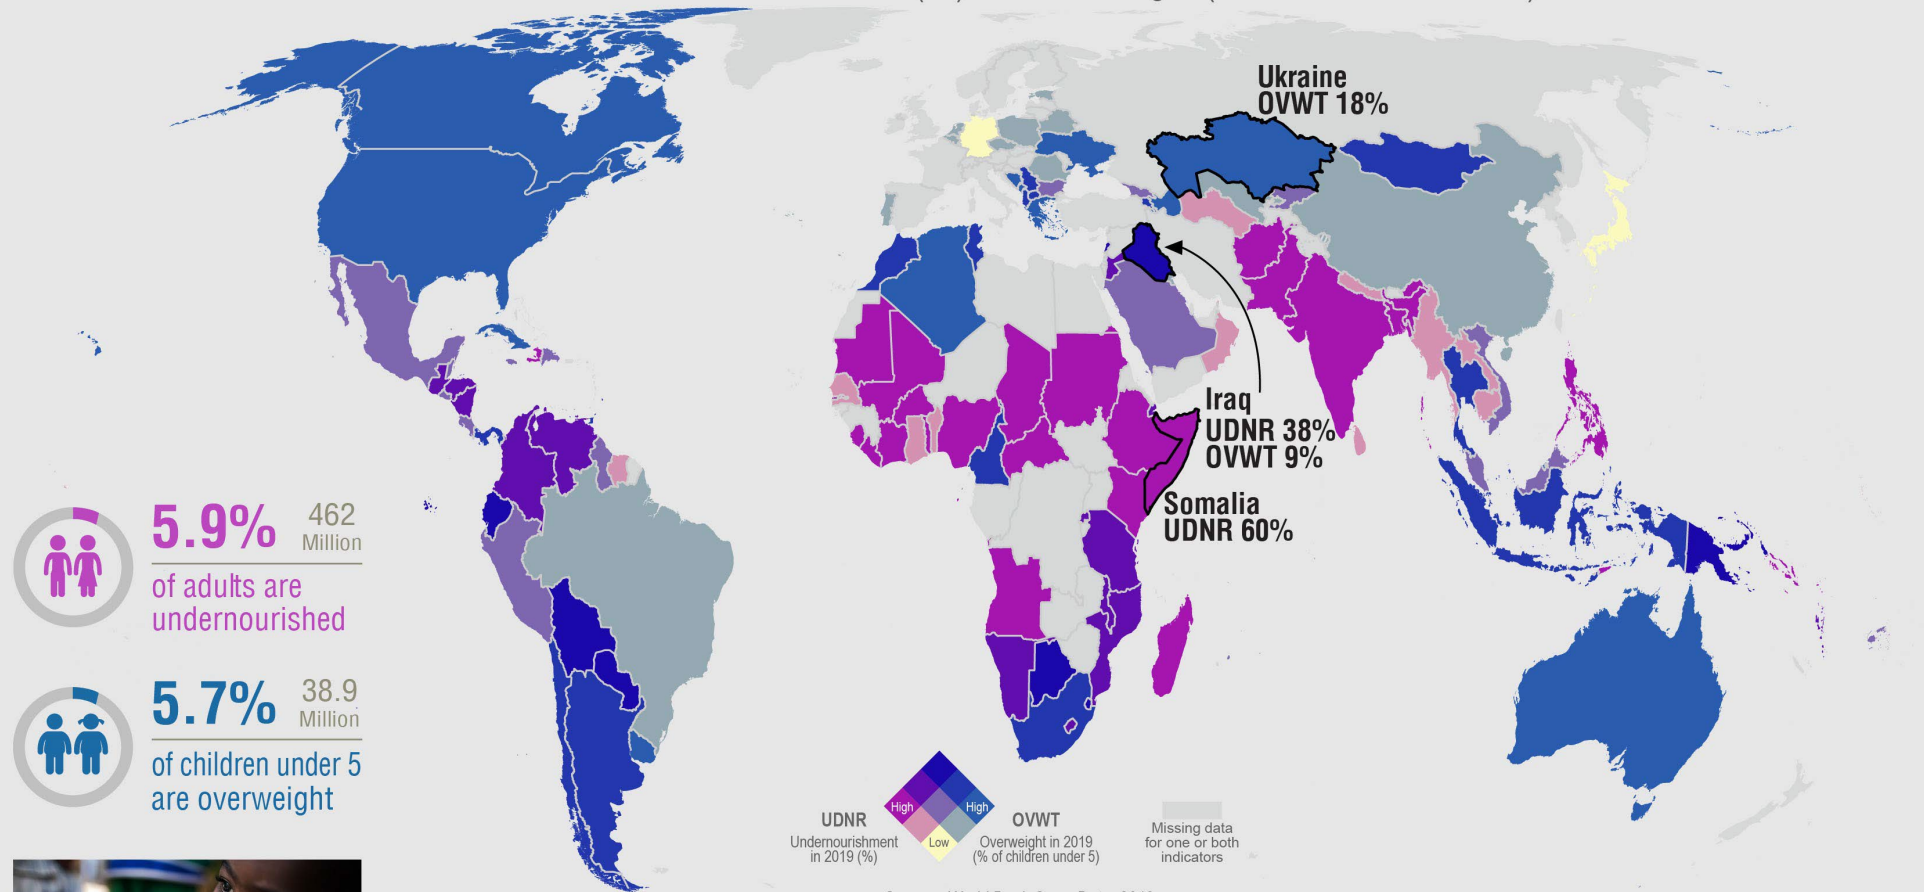 Ukraine
OVWT 18%
Iraq
UDNR 38%
OVWT 9%
Somalia
UDNR 60%
5.9%
462
Million
of adults are
undernourished
5.7%
38.9
Million
of children under 5
are overweight
High
High
Low
UDNR
Undernourishment
in 2019 (%)
OVWT
Overweight in 2019
(% of children under 5)
Missing data
for one or both
indicators